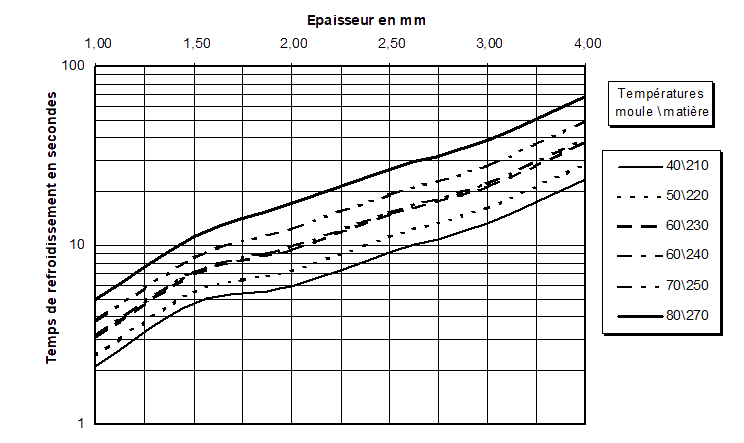 Epaisseur en mm
1,00 1,50 2,00 2,50 3,00 4,00
100
10
1
Temps de refroidissement en secondes
Températures
moule \ matière
40\210
50\220
60\230
60\240
70\250
80\270